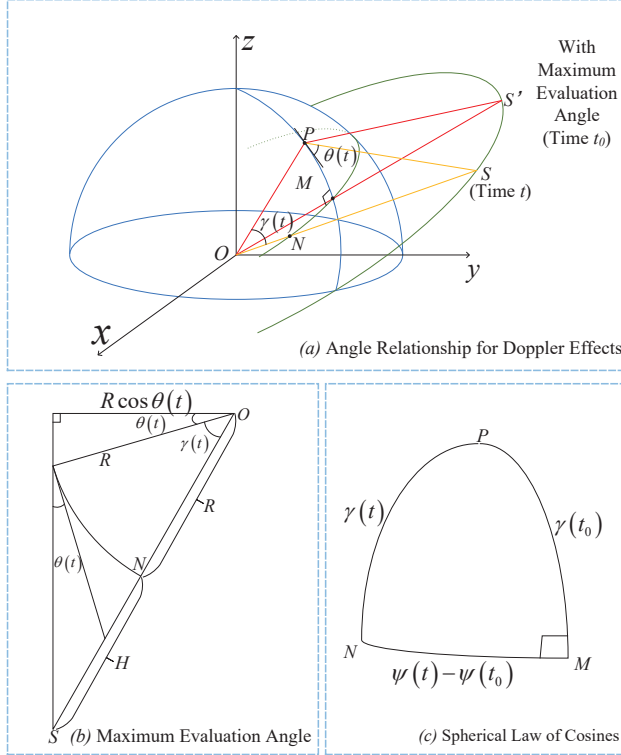 z
With
Maximum
Evaluation
Angle
(Time t₀)
S'
P
θ(t)
S
(Time t)
M
γ(t)
N
O
y
x
(a) Angle Relationship for Doppler Effects
R cos θ(t)
O
θ(t)
γ(t)
R
R
N
θ(t)
H
S
(b) Maximum Evaluation Angle
P
γ(t)
γ(t₀)
N
M
ψ(t) − ψ(t₀)
(c) Spherical Law of Cosines